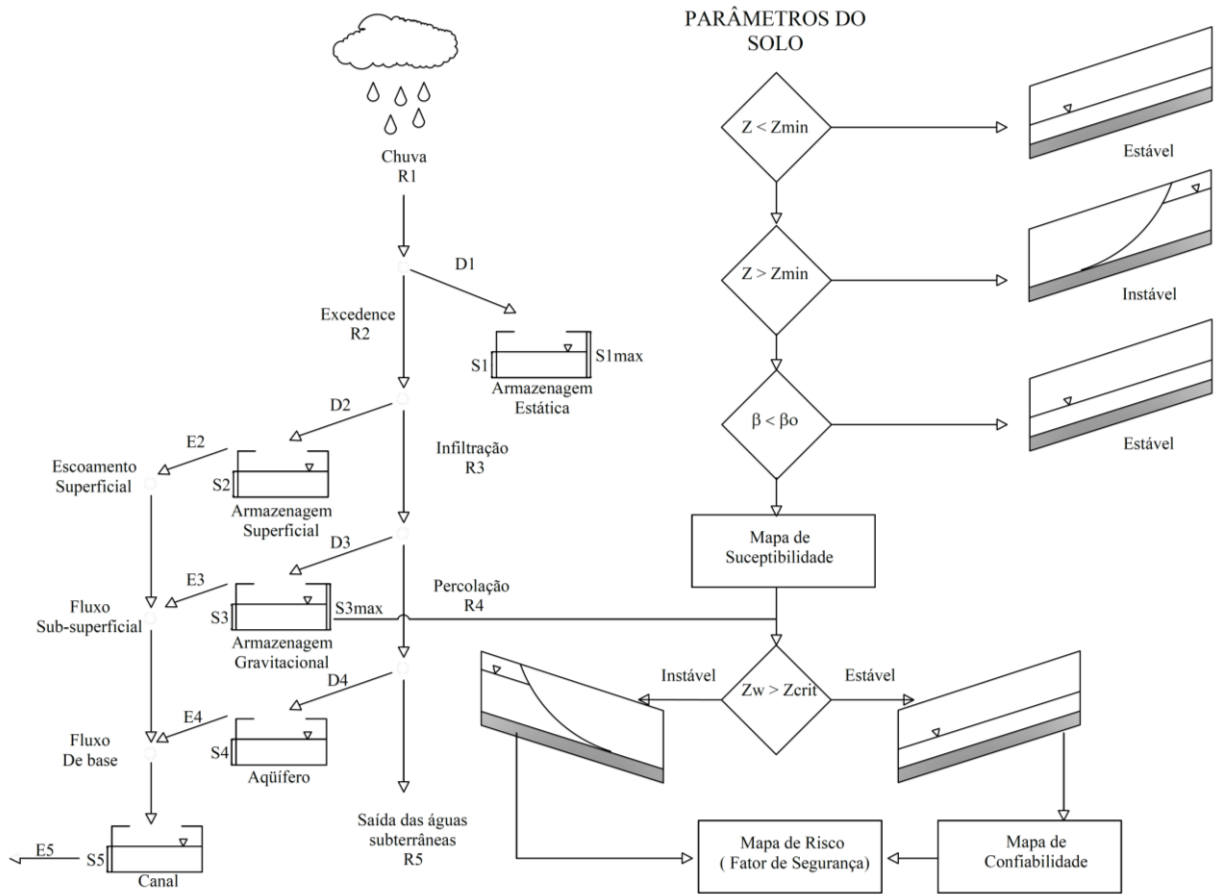 PARÂMETROS DO
SOLO
Chuva
R1
D1
Excedence
R2
S1
S1max
Armazenagem
Estática
D2
E2
Escoamento
Superficial
S2
Armazenagem
Superficial
Infiltração
R3
D3
E3
Fluxo
Sub-superficial
S3
S3max
Armazenagem
Gravitacional
Percolação
R4
D4
E4
Fluxo
De base
S4
Aqüífero
E5
S5
Canal
Saída das águas
subterrâneas
R5
Z < Zmin
Estável
Z > Zmin
Instável
β < βo
Estável
Mapa de
Suceptibilidade
Instável
Zw > Zcrit
Estável
Mapa de Risco
( Fator de Segurança)
Mapa de
Confiabilidade